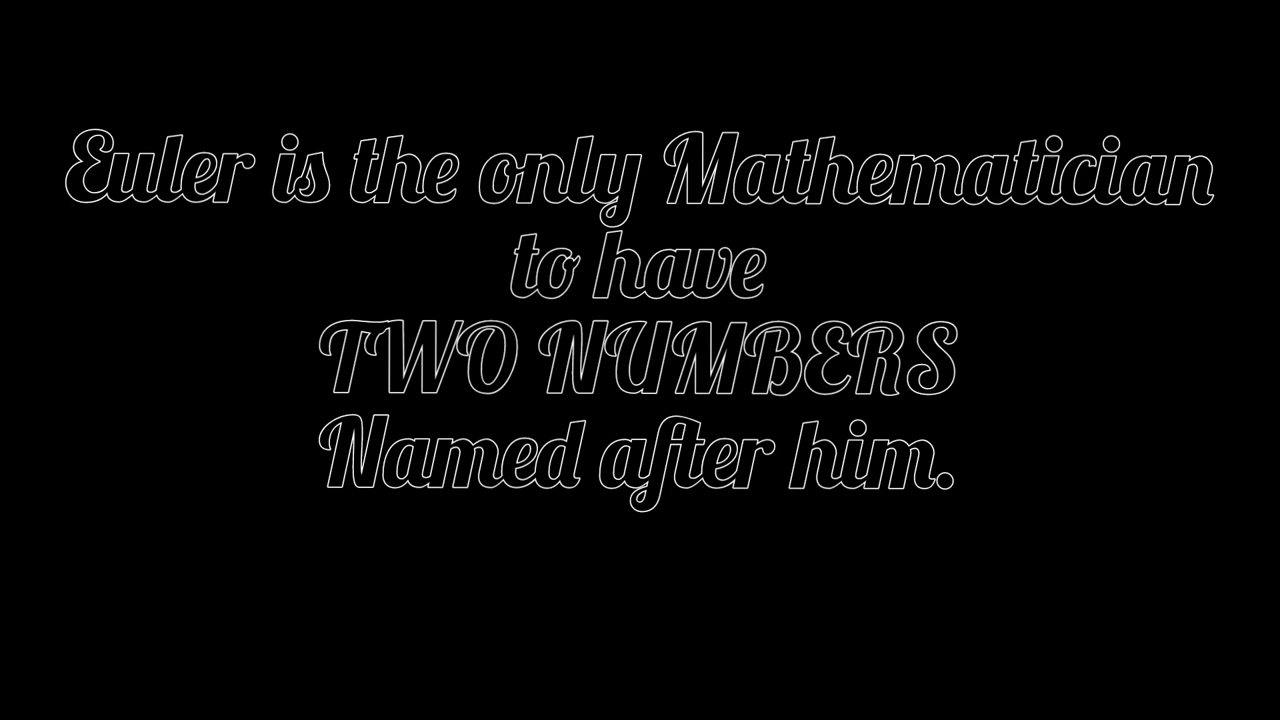 Euler is the only Mathematician
to have
TWO NUMBERS
Named after him.